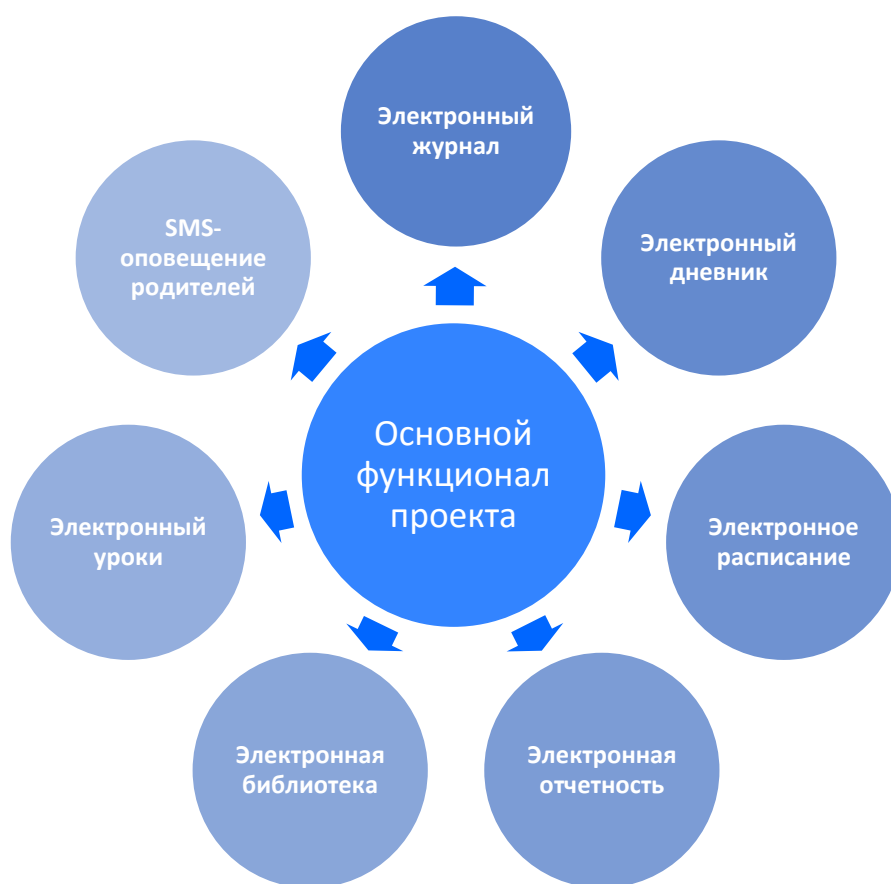 Электронный
журнал
Электронный
дневник
Электронное
расписание
Электронная
отчетность
Электронная
библиотека
Электронный
уроки
SMS-
оповещение
родителей
Основной
функционал
проекта